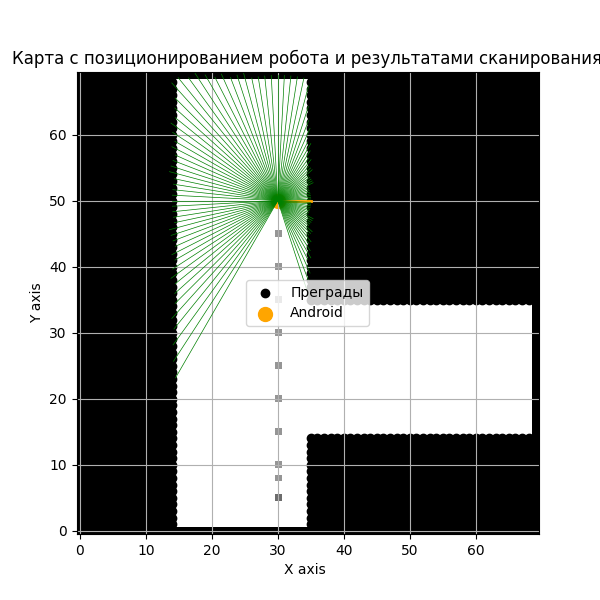 Карта с позиционированием робота и результатами сканирования
60
50
40
30
20
10
0
Y axis
Преграды
Android
0 10 20 30 40 50 60
X axis